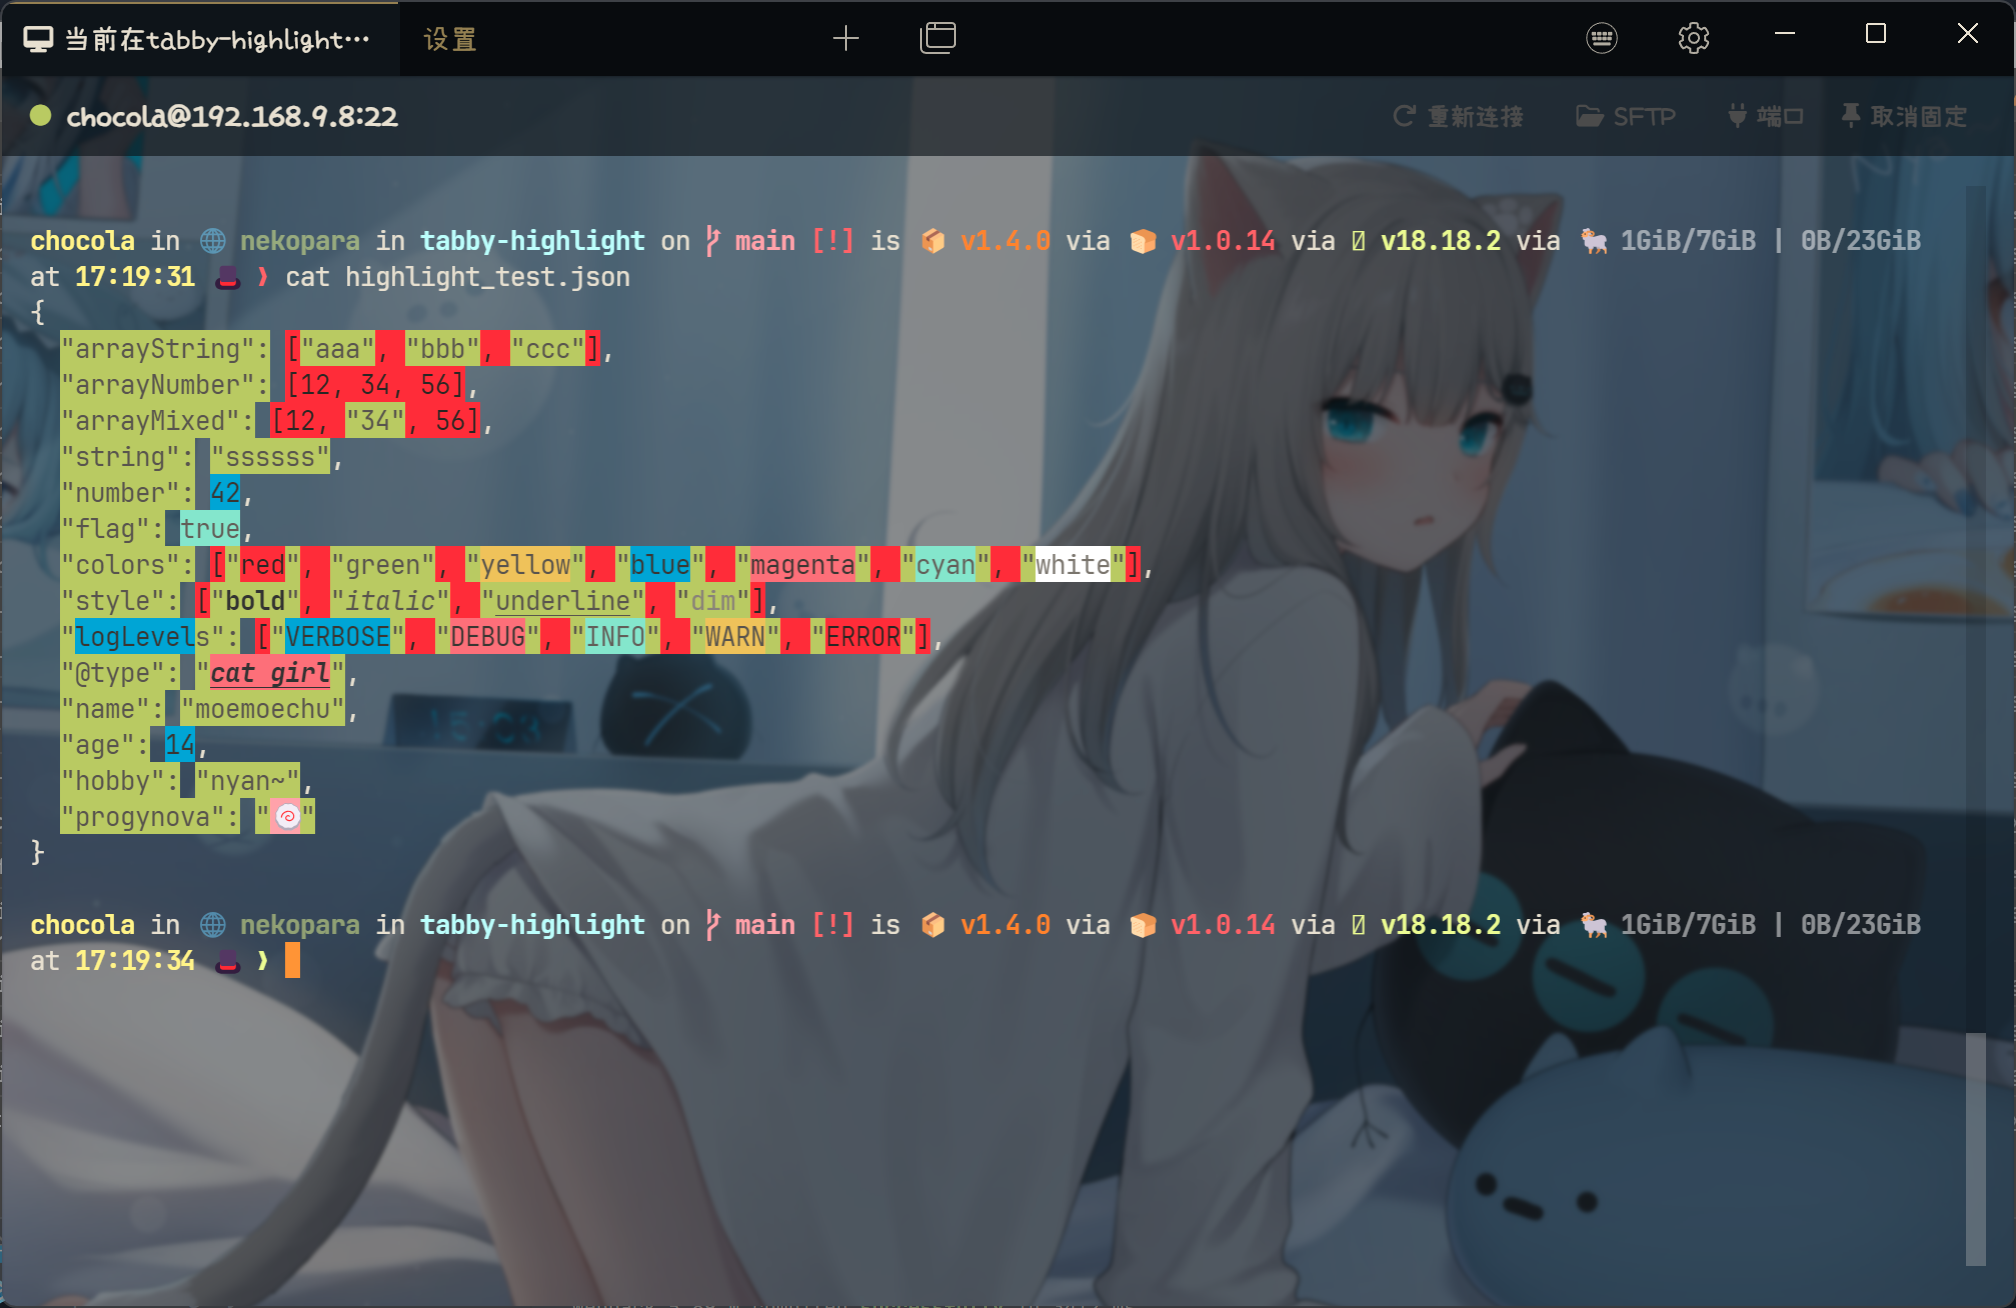 当前在tabby-highlight…
设置
chocola@192.168.9.8:22
重新连接 SFTP 端口 取消固定
chocola in 🌐 nekopara in tabby-highlight on main [!] is 📦 v1.4.0 via 🍞 v1.0.14 via v18.18.2 via 🐏 1GiB/7GiB | 0B/23GiB
at 17:19:31 🎩 ❯ cat highlight_test.json
{
"arrayString": ["aaa", "bbb", "ccc"],
"arrayNumber": [12, 34, 56],
"arrayMixed": [12, "34", 56],
"string": "ssssss",
"number": 42,
"flag": true,
"colors": ["red", "green", "yellow", "blue", "magenta", "cyan", "white"],
"style": ["bold", "italic", "underline", "dim"],
"logLevels": ["VERBOSE", "DEBUG", "INFO", "WARN", "ERROR"],
"@type": "cat girl",
"name": "moemoechu",
"age": 14,
"hobby": "nyan~",
"progynova": "🍥"
}
chocola in 🌐 nekopara in tabby-highlight on main [!] is 📦 v1.4.0 via 🍞 v1.0.14 via v18.18.2 via 🐏 1GiB/7GiB | 0B/23GiB
at 17:19:34 🎩 ❯